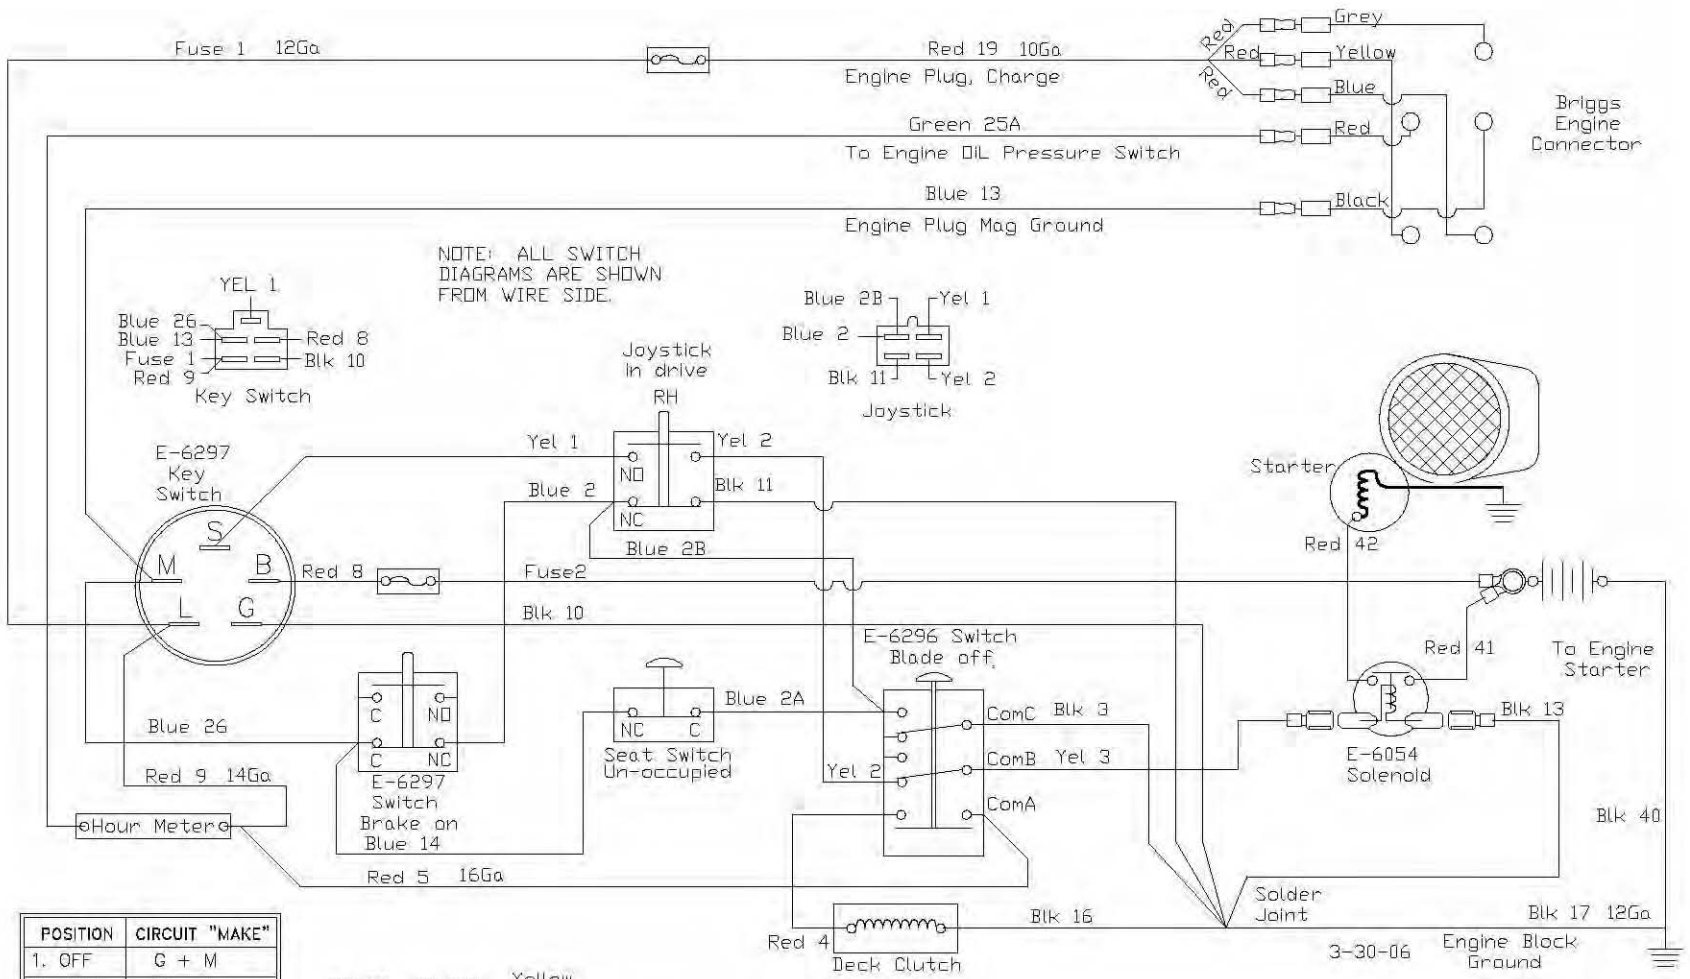 Fuse 1 12Ga
Red 19 10Ga
Engine Plug, Charge
Red
Red
Red
Grey
Yellow
Blue
Red
Black
Briggs
Engine
Connector
Green 25A
To Engine OIL Pressure Switch
Blue 13
Engine Plug Mag Ground
NOTE: ALL SWITCH
DIAGRAMS ARE SHOWN
FROM WIRE SIDE.
YEL 1
Blue 26
Blue 13
Fuse 1
Red 9
Red 8
Blk 10
Key Switch
Joystick
in drive
RH
Blue 2B
Yel 1
Blue 2
Blk 11
Yel 2
Joystick
E-6297
Key
Switch
S
M
B
L
G
Yel 1
Yel 2
NO
Blue 2
Blk 11
NC
Blue 2B
Red 8
Fuse2
Blk 10
Starter
Red 42
Red 41
To Engine
Starter
E-6296 Switch
Blade off,
C
NO
C
NC
E-6297
Switch
Brake on
Blue 26
Blue 14
NC
C
Seat Switch
Un-occupied
Blue 2A
ComC
Blk 3
ComB
Yel 3
ComA
Yel 2
E-6054
Solenoid
Blk 13
Blk 40
Red 9 14Ga
Hour Meter
Red 5 16Ga
Red 4
Deck Clutch
Blk 16
Solder
Joint
Blk 17 12Ga
3-30-06
Engine Block
Ground
POSITION CIRCUIT "MAKE"
1. OFF G + M
Yellow